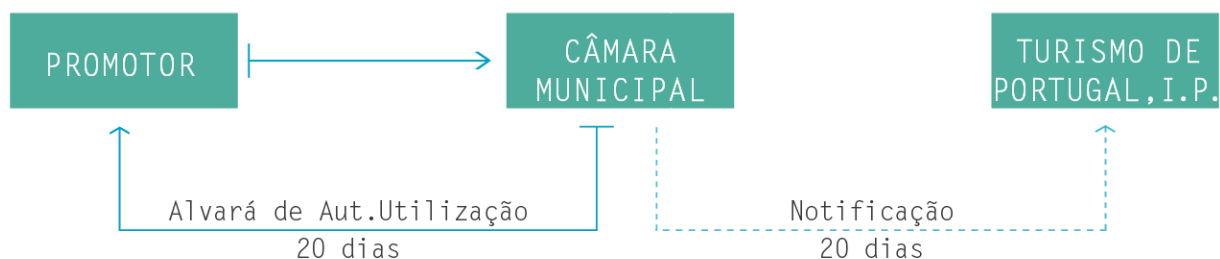 PROMOTOR
CÂMARA
MUNICIPAL
TURISMO DE
PORTUGAL,I.P.
Alvará de Aut.Utilização
20 dias
Notificação
20 dias